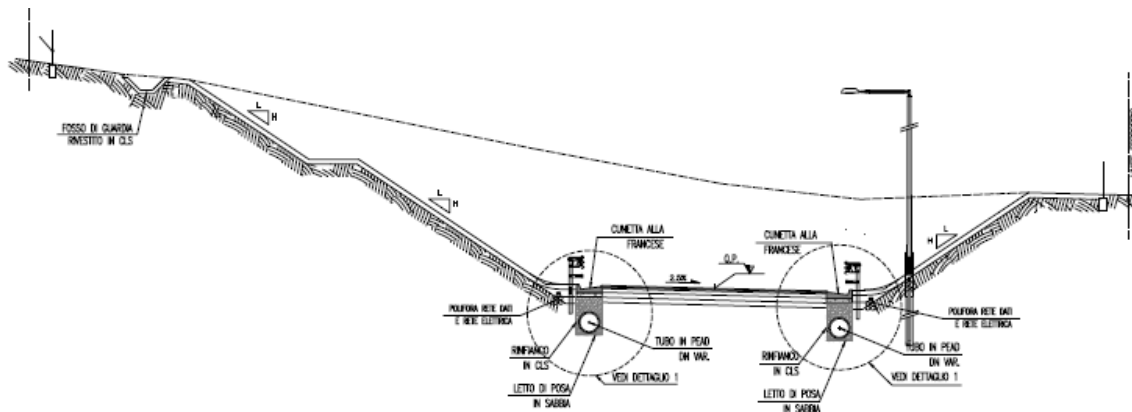 L
H
FOSSO DI GUARDIA
RIVESTITO IN CLS
L
H
CUNETTA ALLA
FRANCESE
Q.P.
2.5%
CUNETTA ALLA
FRANCESE
L
H
POLIFORA RETE DATI
E RETE ELETTRICA
POLIFORA RETE DATI
E RETE ELETTRICA
RINFIANCO
IN CLS
TUBO IN PEAD
DN VAR.
RINFIANCO
IN CLS
TUBO IN PEAD
DN VAR.
LETTO DI POSA
IN SABBIA
VEDI DETTAGLIO 1
LETTO DI POSA
IN SABBIA
VEDI DETTAGLIO 1